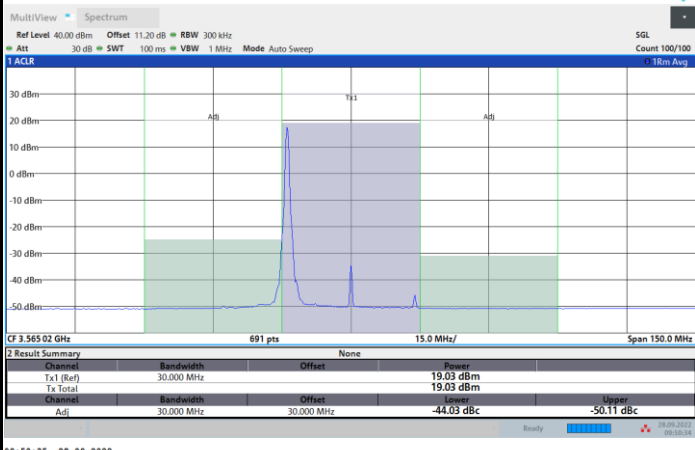 MultiView Spectrum
Ref Level 40.00 dBm Offset 11.20 dB RBW 300 kHz SGL
Att 30 dB SWT 100 ms VBW 1 MHz Mode Auto Sweep Count 100/100
1 ACLR 1Rm Avg
30 dBm
Tx1
20 dBm
Adj Adj
10 dBm
0 dBm
-10 dBm
-20 dBm
-30 dBm
-40 dBm
-50 dBm
CF 3.565 02 GHz 691 pts 15.0 MHz/ Span 150.0 MHz
2 Result Summary None
Channel Bandwidth Offset Power
Tx1 (Ref) 30.000 MHz 19.03 dBm
Tx Total 19.03 dBm
Channel Bandwidth Offset Lower Upper
Adj 30.000 MHz 30.000 MHz -44.03 dBc -50.11 dBc
Ready 28.09.2022
09:50:34